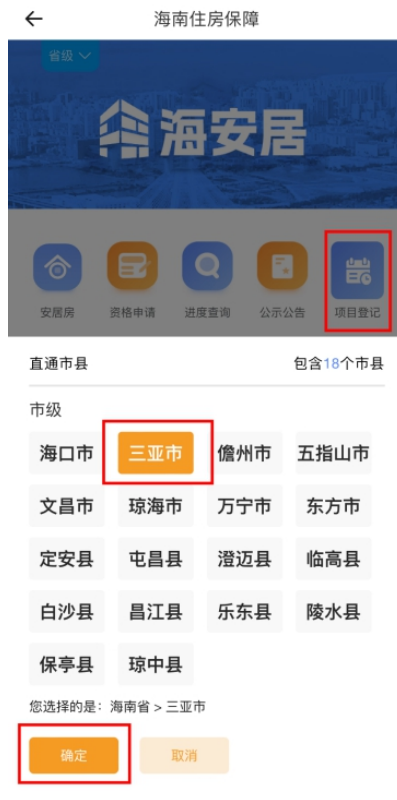 海南住房保障
省级
海安居
安居房 资格申请 进度查询 公示公告 项目登记
直通市县 包含18个市县
市级
海口市 三亚市 儋州市 五指山市
文昌市 琼海市 万宁市 东方市
定安县 屯昌县 澄迈县 临高县
白沙县 昌江县 乐东县 陵水县
保亭县 琼中县
您选择的是：海南省 > 三亚市
确定 取消